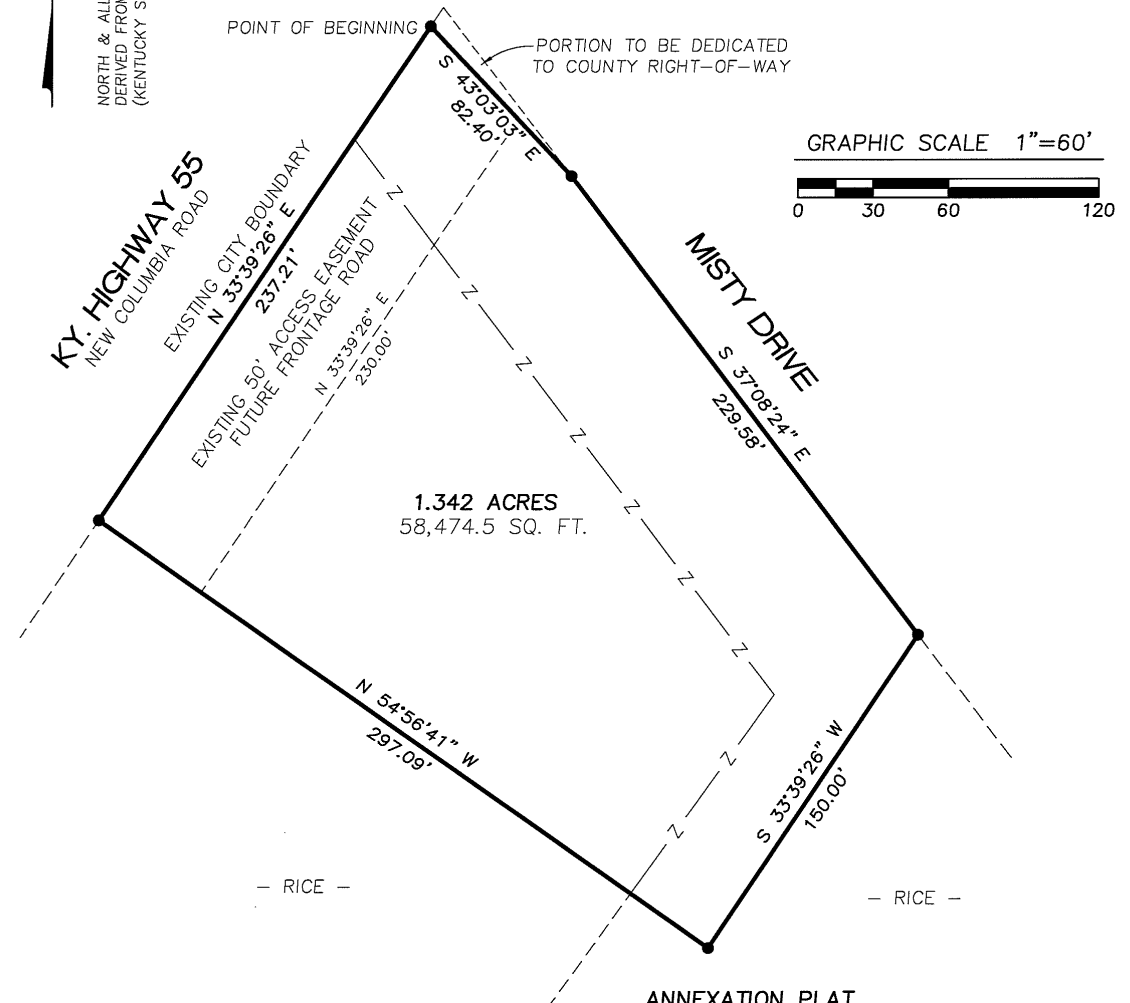 NORTH & ALL
DERIVED FROM
(KENTUCKY S
POINT OF BEGINNING
PORTION TO BE DEDICATED
TO COUNTY RIGHT-OF-WAY
S 43°03'03" E
82.40'
GRAPHIC SCALE 1"=60'
0 30 60 120
KY. HIGHWAY 55
NEW COLUMBIA ROAD
EXISTING CITY BOUNDARY
N 33°39'26" E
237.21'
EXISTING 50' ACCESS EASEMENT
FUTURE FRONTAGE ROAD
N 33°39'26" E
230.00'
MISTY DRIVE
S 37°08'24" E
229.58'
Z Z Z Z Z Z Z Z Z
1.342 ACRES
58,474.5 SQ. FT.
N 54°56'41" W
297.09'
S 33°39'26" W
150.00'
- RICE -
- RICE -
ANNEXATION PLAT